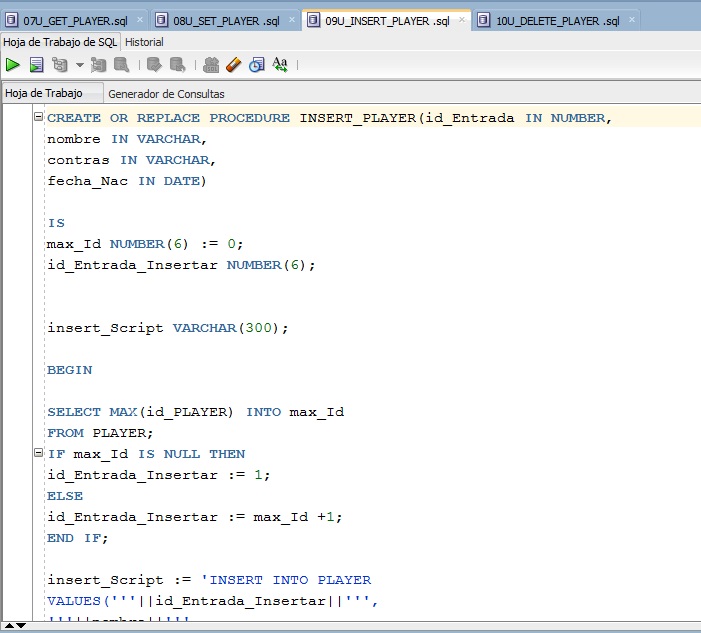 07U_GET_PLAYER.sql 08U_SET_PLAYER .sql 09U_INSERT_PLAYER .sql 10U_DELETE_PLAYER .sql
Hoja de Trabajo de SQL Historial
Aa
Hoja de Trabajo Generador de Consultas
CREATE OR REPLACE PROCEDURE INSERT_PLAYER(id_Entrada IN NUMBER,
nombre IN VARCHAR,
contras IN VARCHAR,
fecha_Nac IN DATE)
IS
max_Id NUMBER(6) := 0;
id_Entrada_Insertar NUMBER(6);
insert_Script VARCHAR(300);
BEGIN
SELECT MAX(id_PLAYER) INTO max_Id
FROM PLAYER;
IF max_Id IS NULL THEN
id_Entrada_Insertar := 1;
ELSE
id_Entrada_Insertar := max_Id +1;
END IF;
insert_Script := 'INSERT INTO PLAYER
VALUES('''||id_Entrada_Insertar||''',
'''||nombre||'''